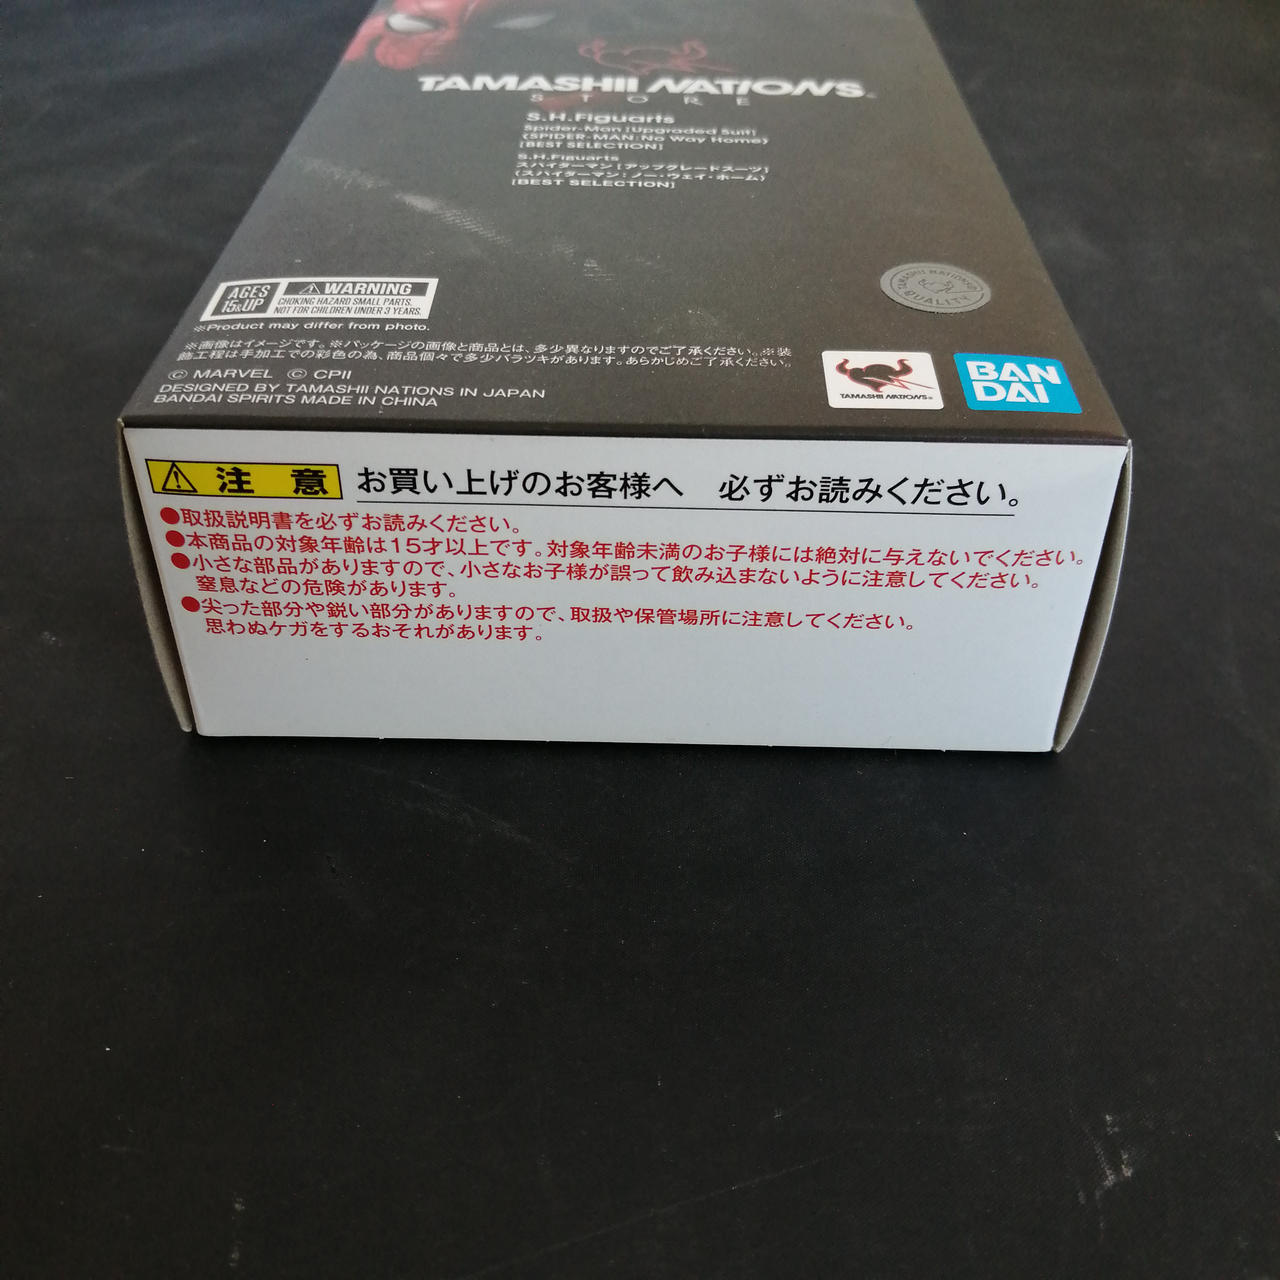 TAMASHII NATIONS
STORE
S.H.Figuarts
Spider-Man [Upgraded Suit]
(SPIDER-MAN: No Way Home)
[BEST SELECTION]
S.H.Figuarts
スパイダーマン [アップグレードスーツ]
(スパイダーマン：ノー・ウェイ・ホーム)
[BEST SELECTION]
TAMASHII NATIONS
QUALITY
AGES
15&UP
WARNING
CHOKING HAZARD SMALL PARTS.
NOT FOR CHILDREN UNDER 3 YEARS.
※Product may differ from photo.
※画像はイメージです。※パッケージの画像と商品とは、多少異なりますのでご了承ください。※装
飾工程は手加工での彩色の為、商品個々で多少バラツキがあります。あらかじめご了承ください。
© MARVEL © CPII
DESIGNED BY TAMASHII NATIONS IN JAPAN
BANDAI SPIRITS MADE IN CHINA
TAMASHII NATIONS
BAN
DAI
注 意 お買い上げのお客様へ 必ずお読みください。
●取扱説明書を必ずお読みください。
●本商品の対象年齢は15才以上です。対象年齢未満のお子様には絶対に与えないでください。
●小さな部品がありますので、小さなお子様が誤って飲み込まないように注意してください。
窒息などの危険があります。
●尖った部分や鋭い部分がありますので、取扱や保管場所に注意してください。
思わぬケガをするおそれがあります。